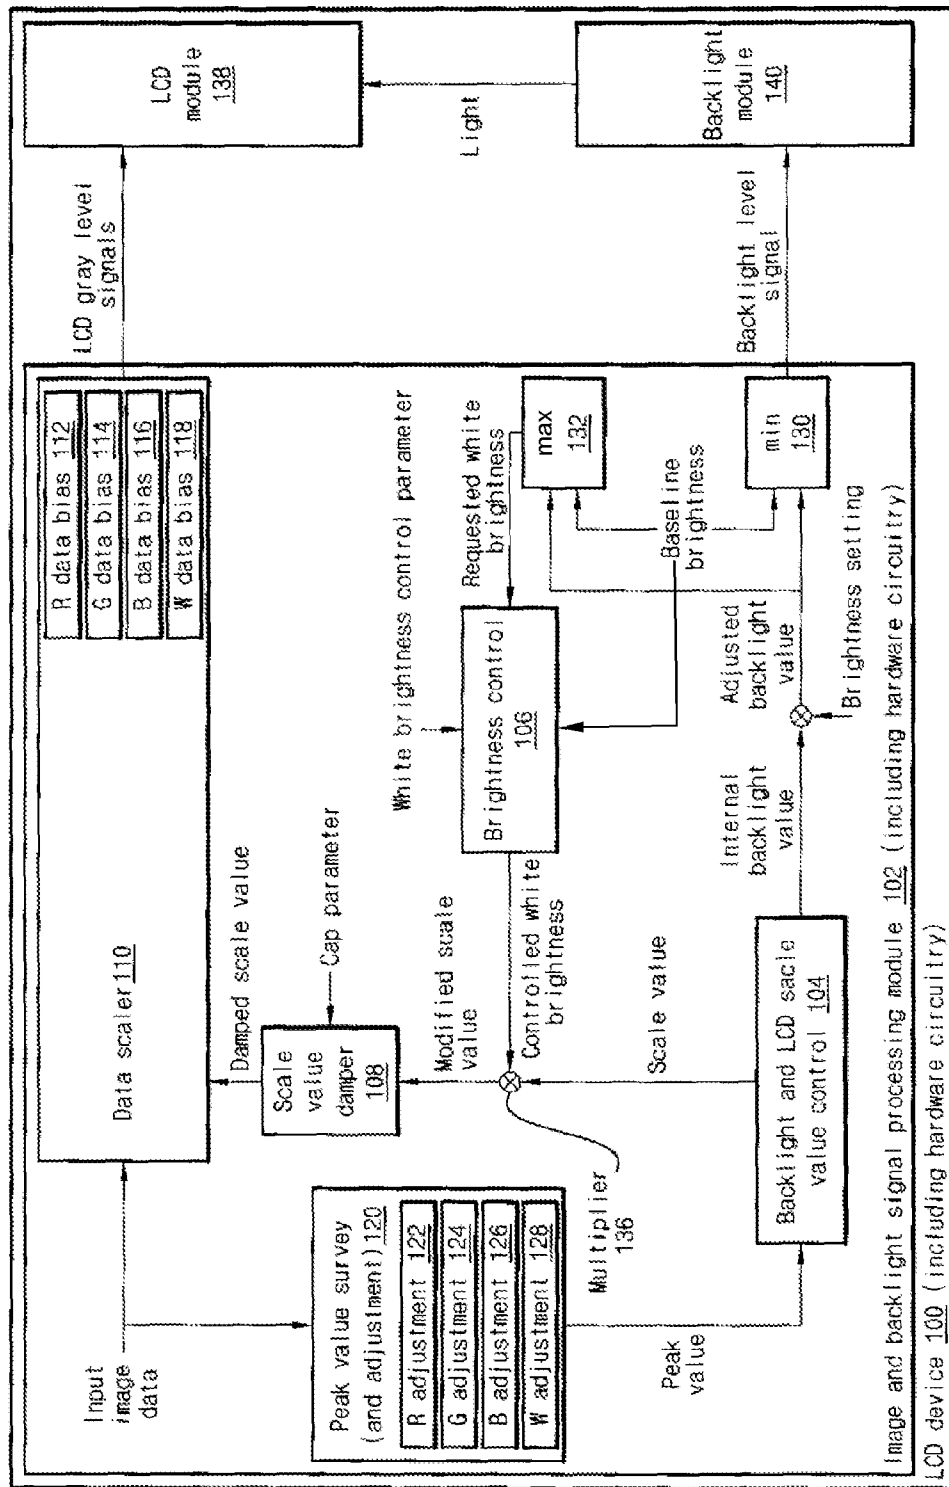 Input
image
data
Data scaler 110
R data bias 112
G data bias 114
B data bias 116
W data bias 118
LCD gray level
signals
LCD
module
138
Peak value survey
(and adjustment) 120
R adjustment 122
G adjustment 124
B adjustment 126
W adjustment 128
Damped scale value
Scale
value
damper
108
Cap parameter
Modified scale
value
Multiplier
136
Controlled white
brightness
White brightness control parameter
Brightness control
106
Requested white
brightness
max
132
Light
Peak
value
Scale value
Baseline
brightness
Backlight and LCD sacle
value control 104
Internal
backlight
value
Adjusted
backlight
value
Brightness setting
min
130
Backlight level
signal
Backlight
module
140
Image and backlight signal processing module 102 (including hardware circuitry)
LCD device 100 (including hardware circuitry)